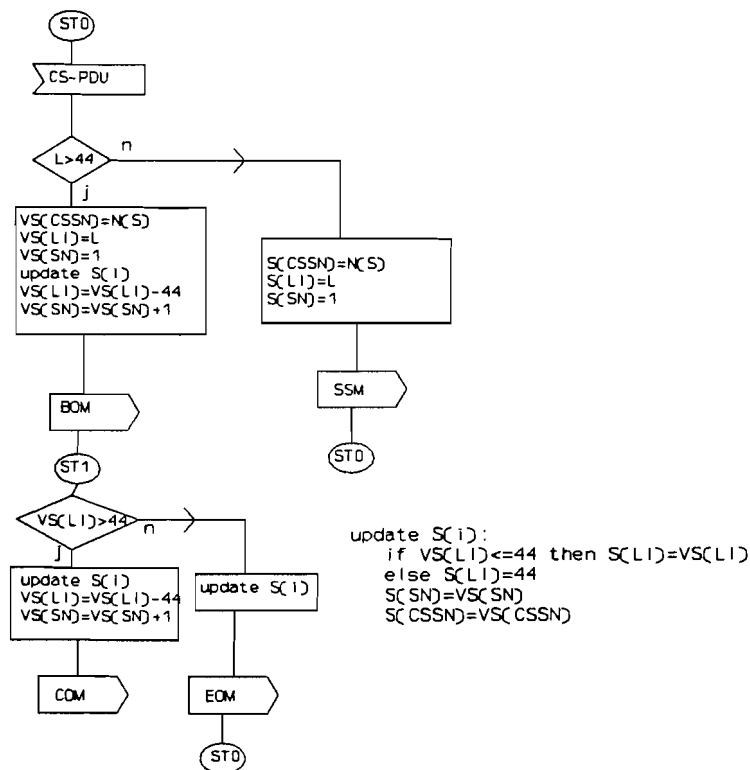 ST0
CS-PDU
L>44
n
j
VS(CSSN)=N(S)
VS(LI)=L
VS(SN)=1
update S(i)
VS(LI)=VS(LI)-44
VS(SN)=VS(SN)+1
S(CSSN)=N(S)
S(LI)=L
S(SN)=1
BOM
SSM
ST1
ST0
VS(LI)>44
n
j
update S(i)
VS(LI)=VS(LI)-44
VS(SN)=VS(SN)+1
update S(i)
update S(i):
if VS(LI)<=44 then S(LI)=VS(LI)
else S(LI)=44
S(SN)=VS(SN)
S(CSSN)=VS(CSSN)
COM
EOM
ST0